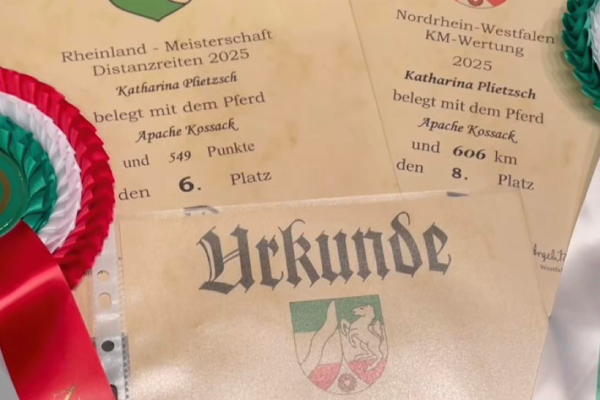 Rheinland - Meisterschaft
Distanzreiten 2025
Katharina Plietzsch
belegt mit dem Pferd
Apache Kossack
und 549 Punkte
den 6. Platz
Nordrhein-Westfalen
KM-Wertung
2025
Katharina Plietzsch
belegt mit dem Pferd
Apache Kossack
und 606 km
den 8. Platz
Urkunde